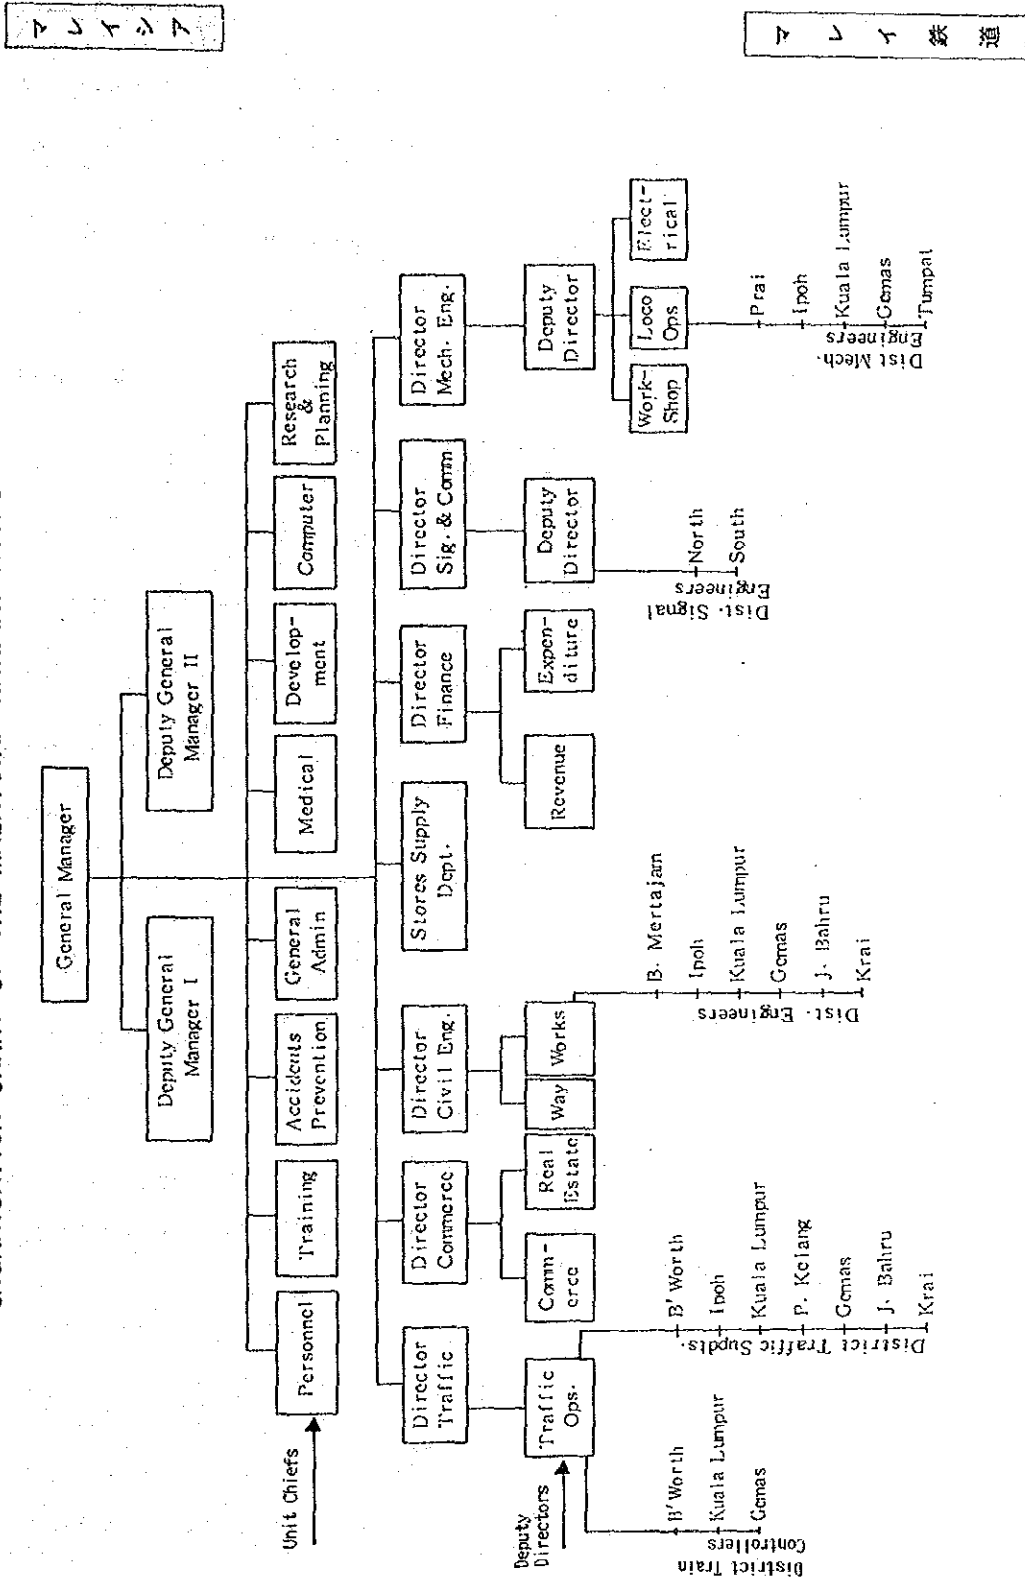 マレイシア
マレイ鉄道
General Manager
Deputy General
Manager I
Deputy General
Manager II
Unit Chiefs
Personnel
Training
Accidents
Prevention
General
Admin
Medical
Develop-
ment
Computer
Research
&
Planning
Director
Traffic
Director
Commerce
Director
Civil Eng.
Stores Supply
Dept.
Director
Finance
Director
Sig. & Comm
Director
Mech. Eng.
Deputy
Directors
Traffic
Ops.
Comm-
erce
Real
Estate
Way
Works
Revenue
Expen-
diture
Deputy
Director
Deputy
Director
Work-
Shop
Loco
Ops
Elect-
rical
District Train
Controllers
B'Worth
Kuala Lumpur
Gemas
District Traffic Supdts.
B'Worth
Ipoh
Kuala Lumpur
P. Kelang
Gemas
J. Bahru
Krai
Dist. Engineers
B. Mertajam
Ipoh
Kuala Lumpur
Gemas
J. Bahru
Krai
Dist. Signal
Engineers
North
South
Dist Mech.
Engineers
Prai
Ipoh
Kuala Lumpur
Gemas
Tumpat